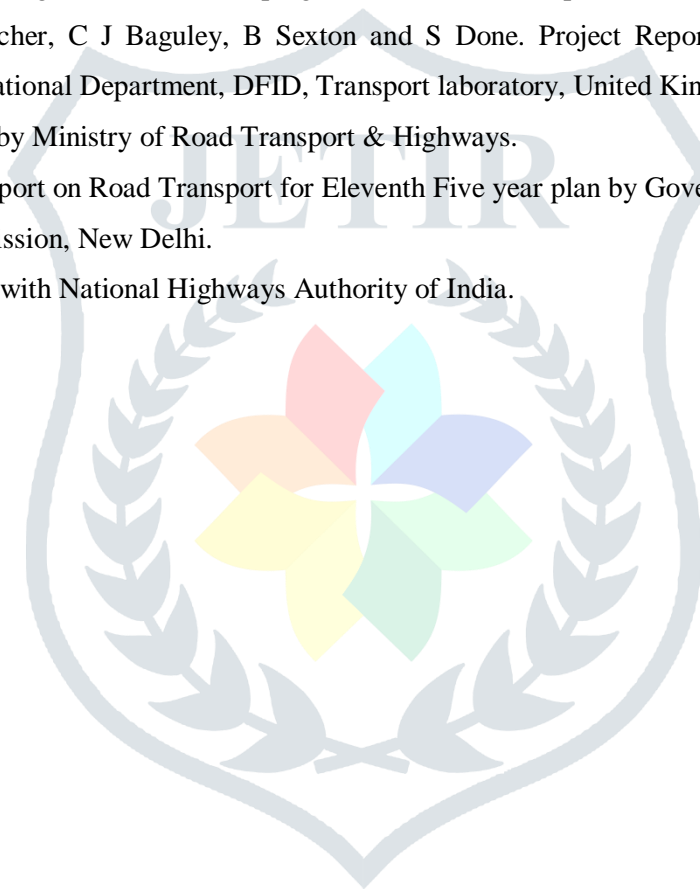 cher, C J Baguley, B Sexton and S Done. Project Repor
ational Department, DFID, Transport laboratory, United Kin
by Ministry of Road Transport & Highways.
JETIR
port on Road Transport for Eleventh Five year plan by Gove
ission, New Delhi.
with National Highways Authority of India.